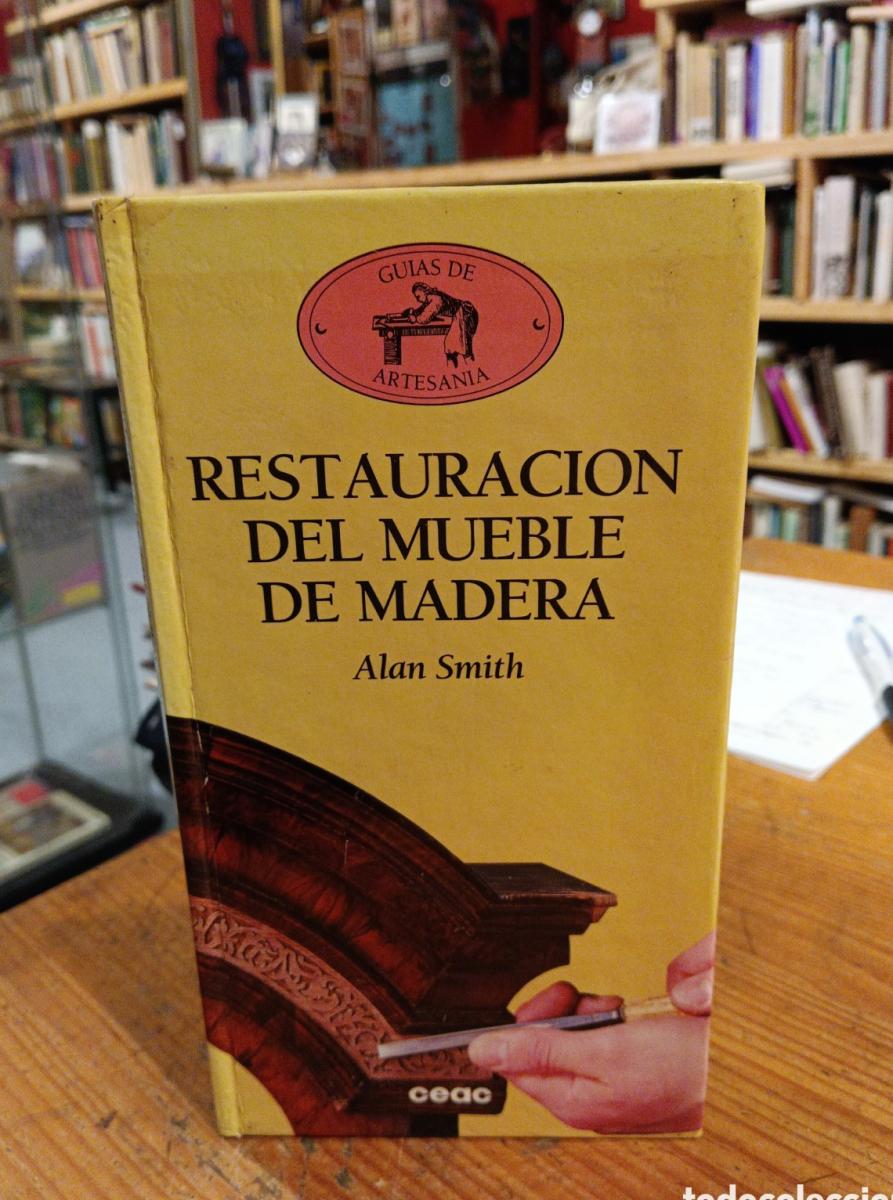 GUIAS DE
ARTESANIA
RESTAURACION
DEL MUEBLE
DE MADERA
Alan Smith
ceac